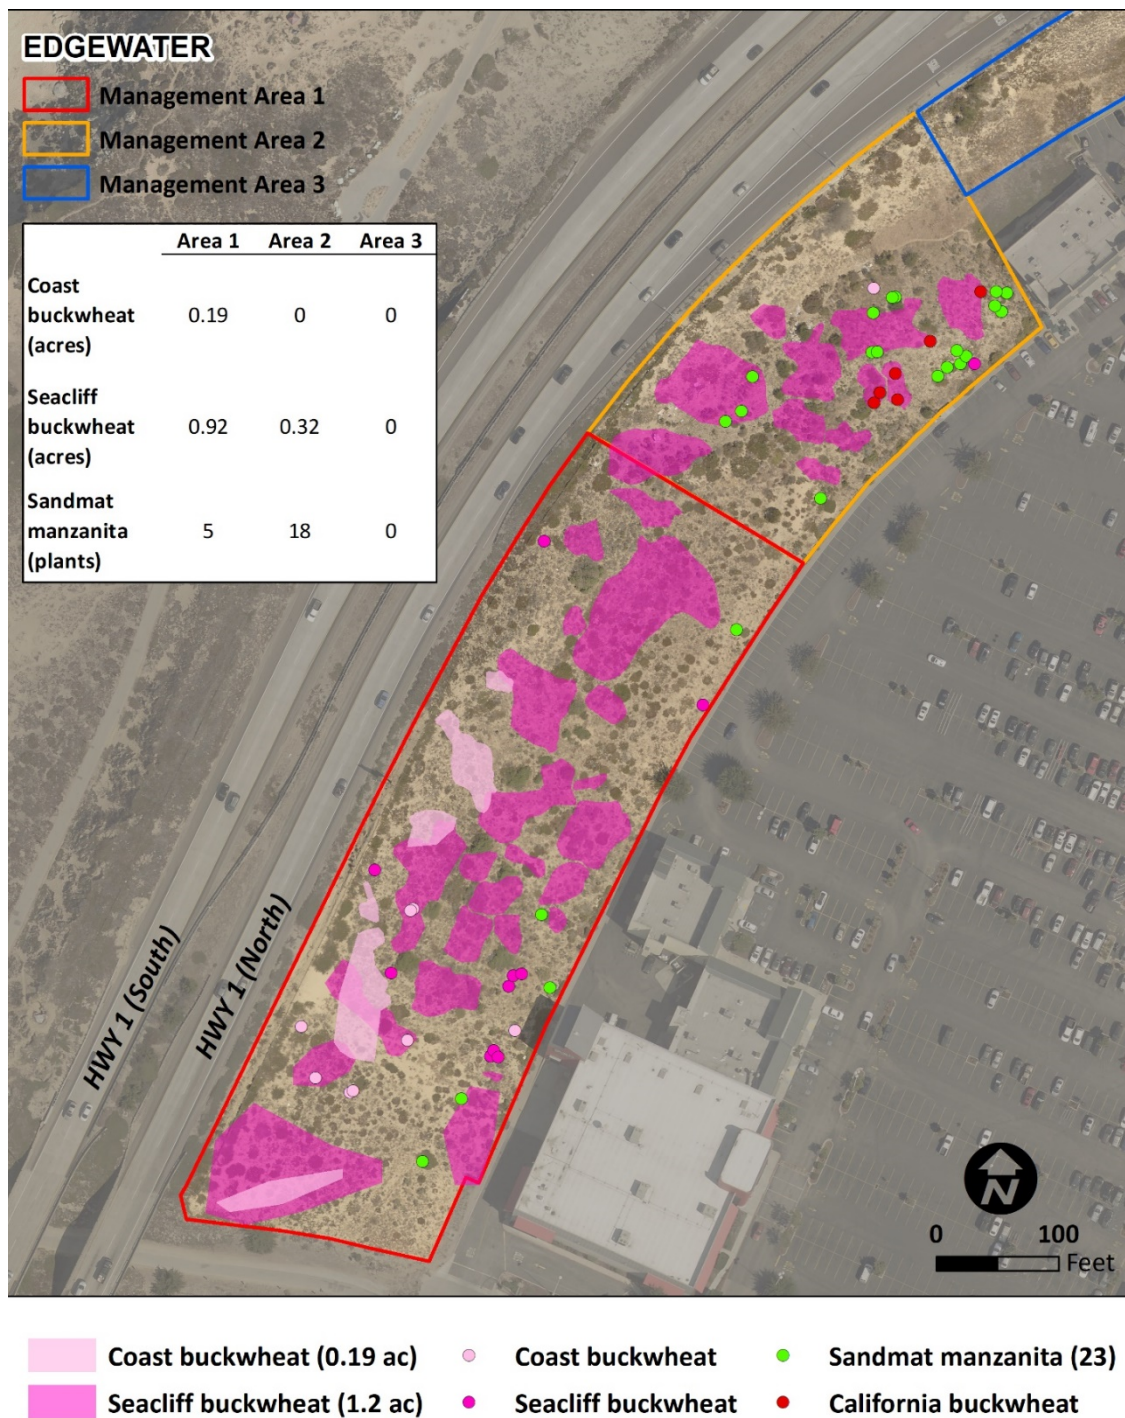 EDGEWATER
Management Area 1
Management Area 2
Management Area 3
Area 1 Area 2 Area 3
Coast
buckwheat 0.19 0 0
(acres)
Seacliff
buckwheat 0.92 0.32 0
(acres)
Sandmat
manzanita 5 18 0
(plants)
HWY 1 (South)
HWY 1 (North)
N
0 100
Feet
Coast buckwheat (0.19 ac) Coast buckwheat Sandmat manzanita (23)
Seacliff buckwheat (1.2 ac) Seacliff buckwheat California buckwheat